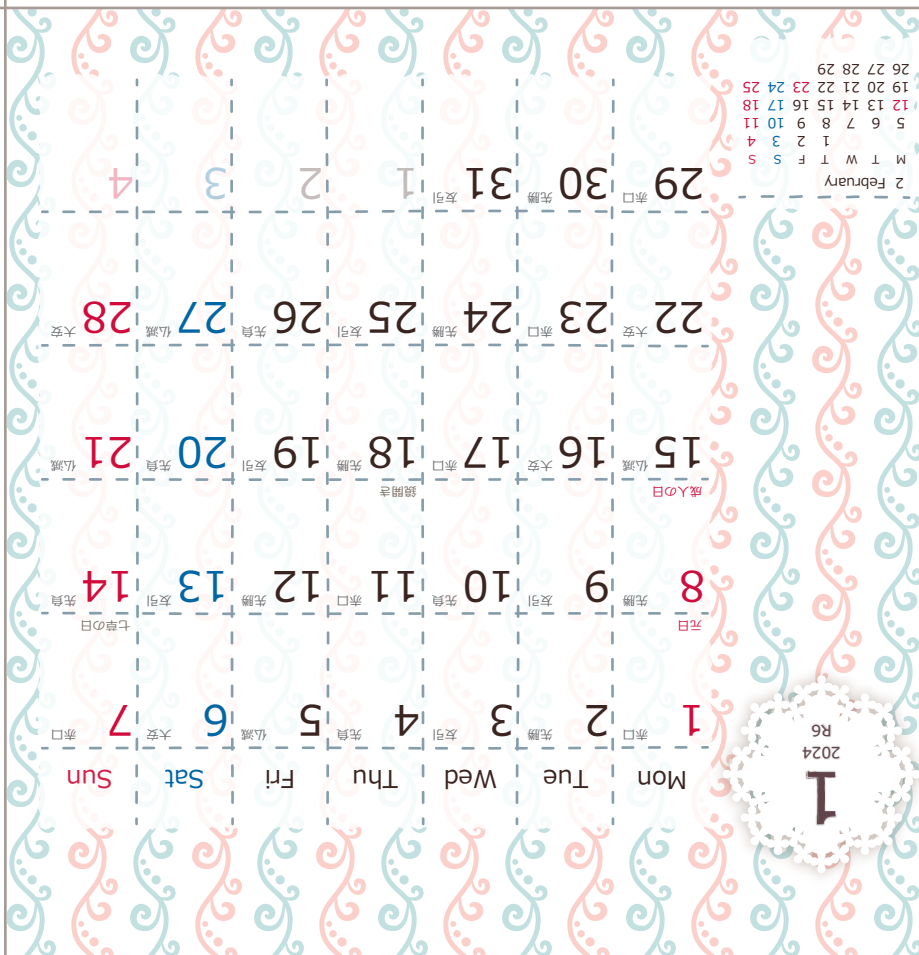 1
2024
R6
Mon Tue Wed Thu Fri Sat Sun
1 赤口 2 先勝 3 友引 4 先負 5 仏滅 6 大安 7 赤口
元日 七草の日
8 先勝 9 友引 10 先負 11 赤口 12 先勝 13 友引 14 先負
成人の日 鏡開き
15 仏滅 16 大安 17 赤口 18 先勝 19 友引 20 先負 21 仏滅
22 大安 23 赤口 24 先勝 25 友引 26 先負 27 仏滅 28 大安
29 赤口 30 先勝 31 友引 1 2 3 4
2 February
M T W T F S S
1 2 3 4
5 6 7 8 9 10 11
12 13 14 15 16 17 18
19 20 21 22 23 24 25
26 27 28 29